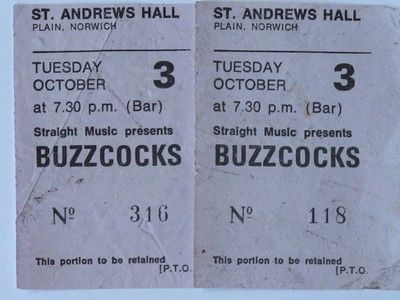 ST. ANDREWS HALL
PLAIN, NORWICH
TUESDAY
OCTOBER 3
at 7.30 p.m. (Bar)
Straight Music presents
BUZZCOCKS
Nº 316
This portion to be retained
[P.T.O.
ST. ANDREWS HALL
PLAIN, NORWICH
TUESDAY
OCTOBER 3
at 7.30 p.m. (Bar)
Straight Music presents
BUZZCOCKS
Nº 118
This portion to be retained
[P.T.O.